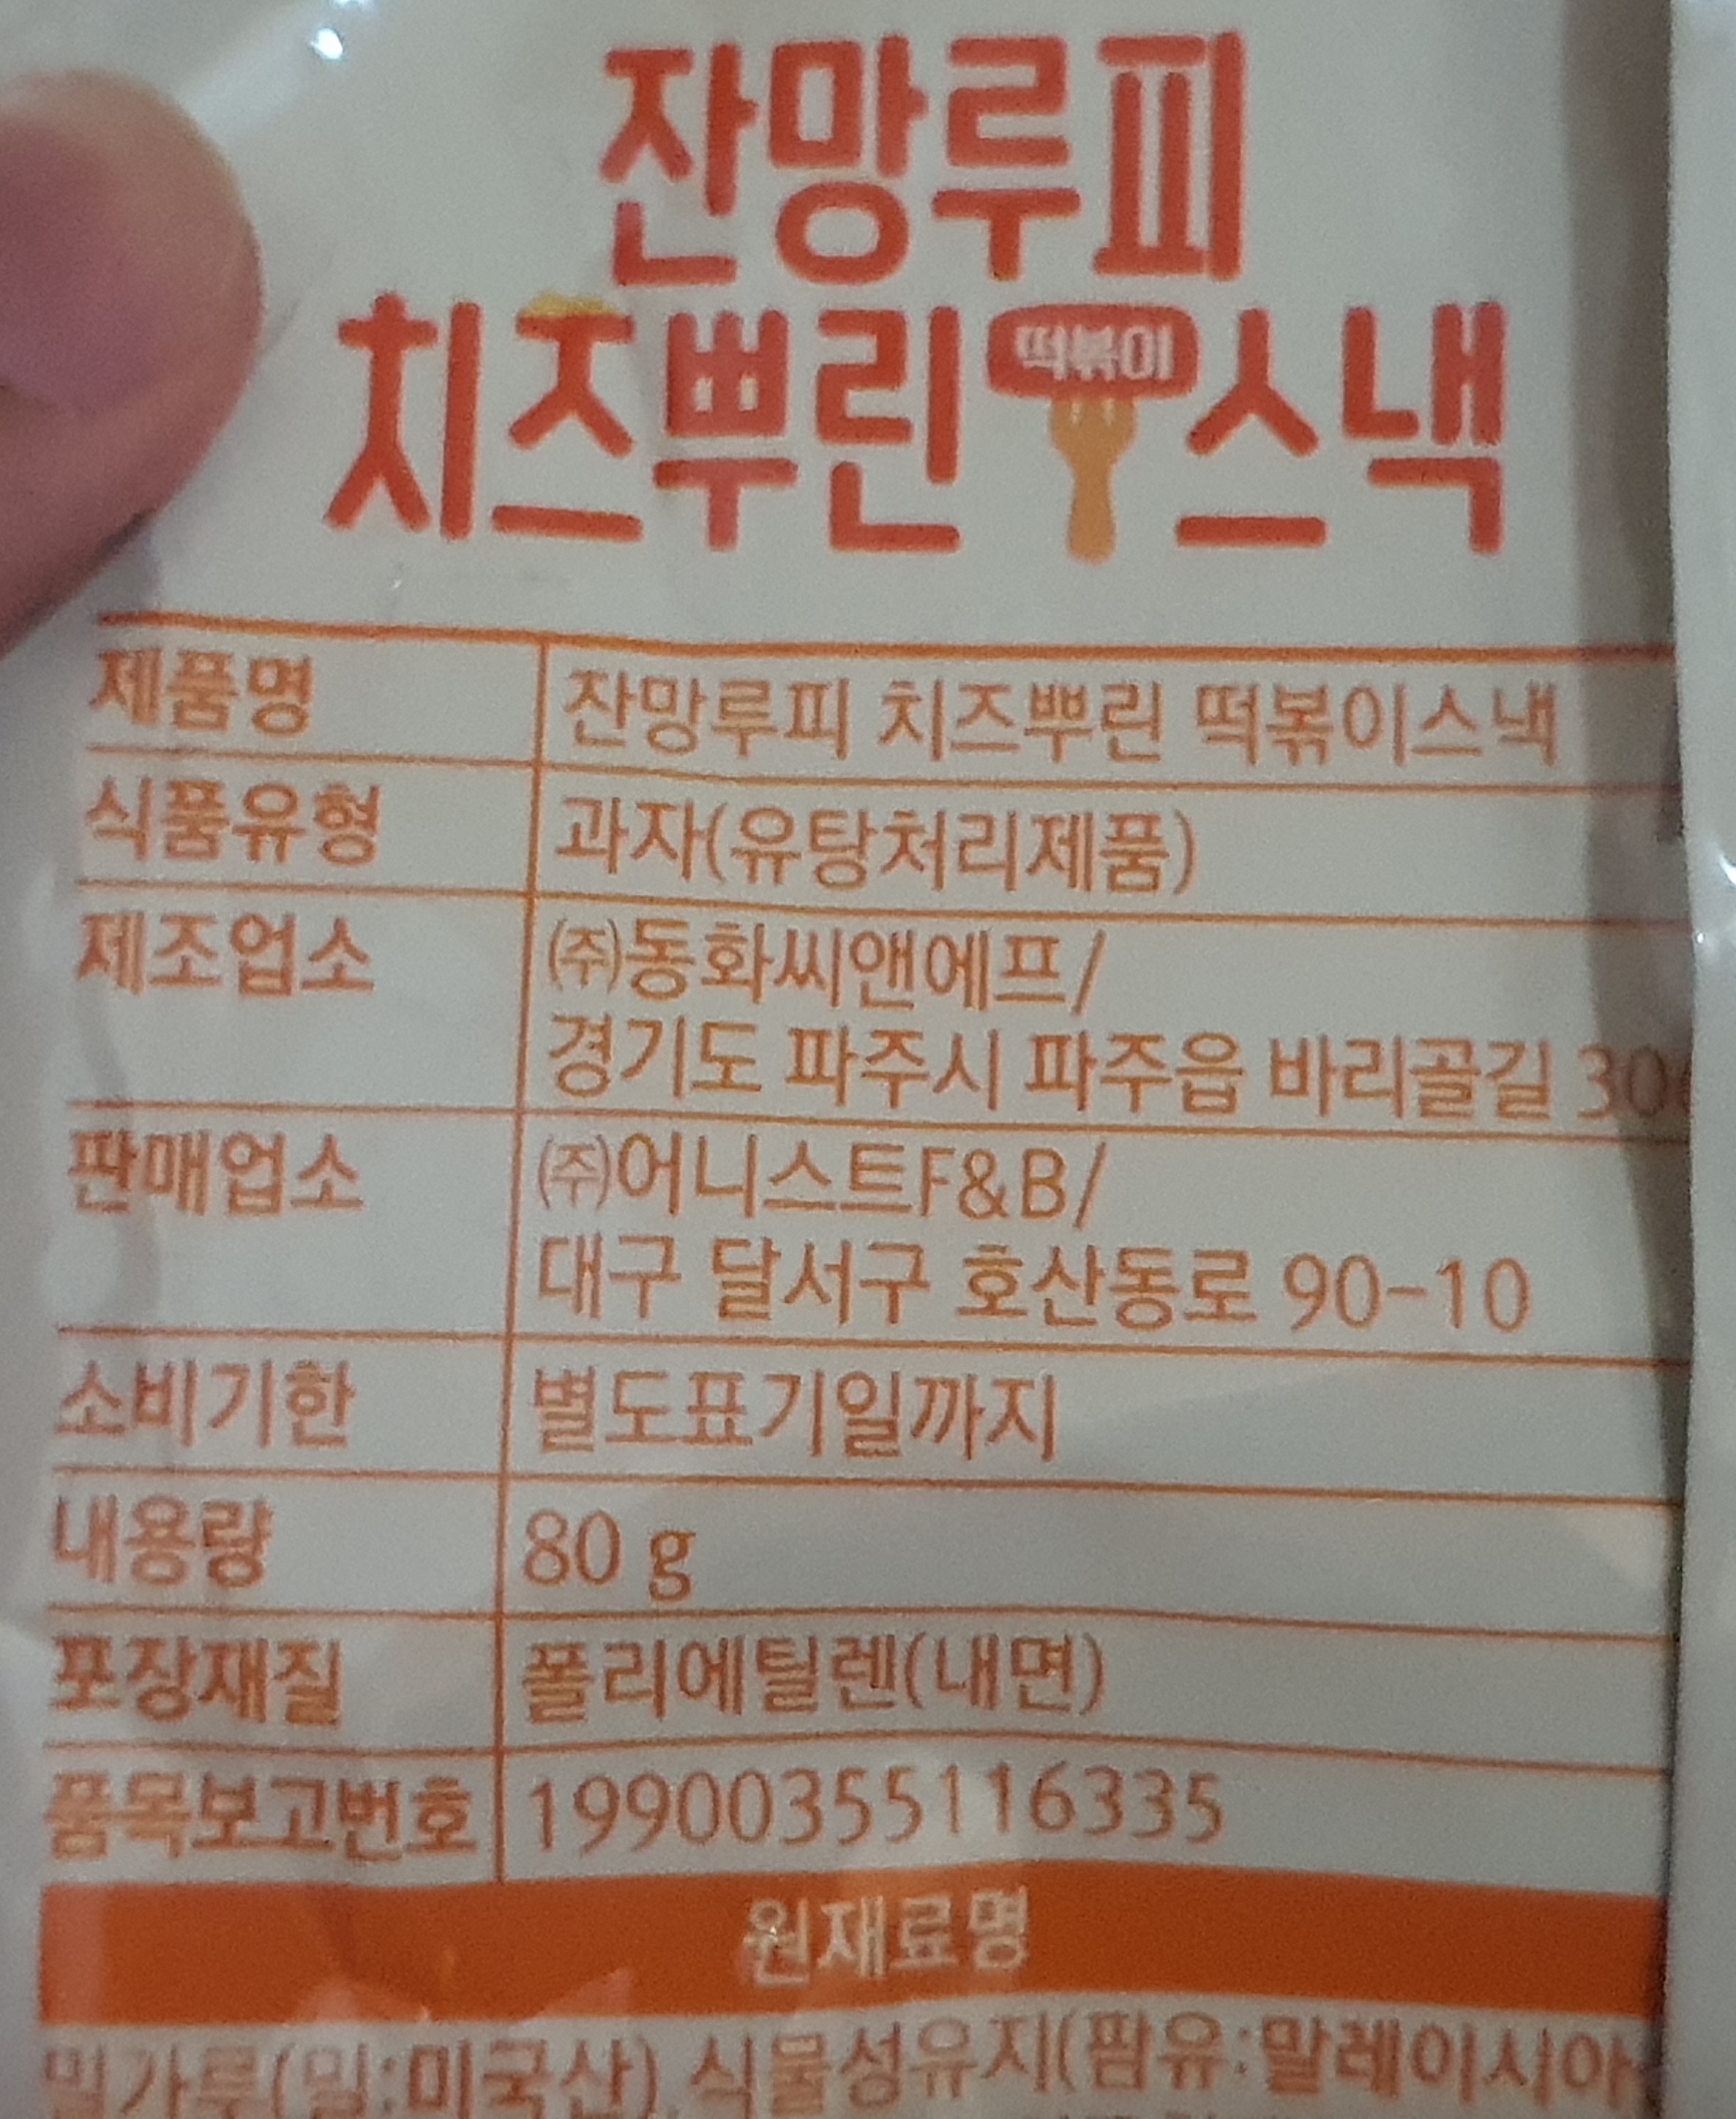 잔망루피
치즈뿌린 떡볶이 스낵
제품명 잔망루피 치즈뿌린 떡볶이스낵
식품유형 과자(유탕처리제품)
제조업소 ㈜동화씨앤에프/
경기도 파주시 파주읍 바리골길
판매업소 ㈜어니스트F&B/
대구 달서구 호산동로 90-10
소비기한 별도표기일까지
내용량 80 g
포장재질 폴리에틸렌(내면)
품목보고번호 19900355116335
원재료명
밀가루(밀:미국산), 식물성유지(팜유:말레이시아